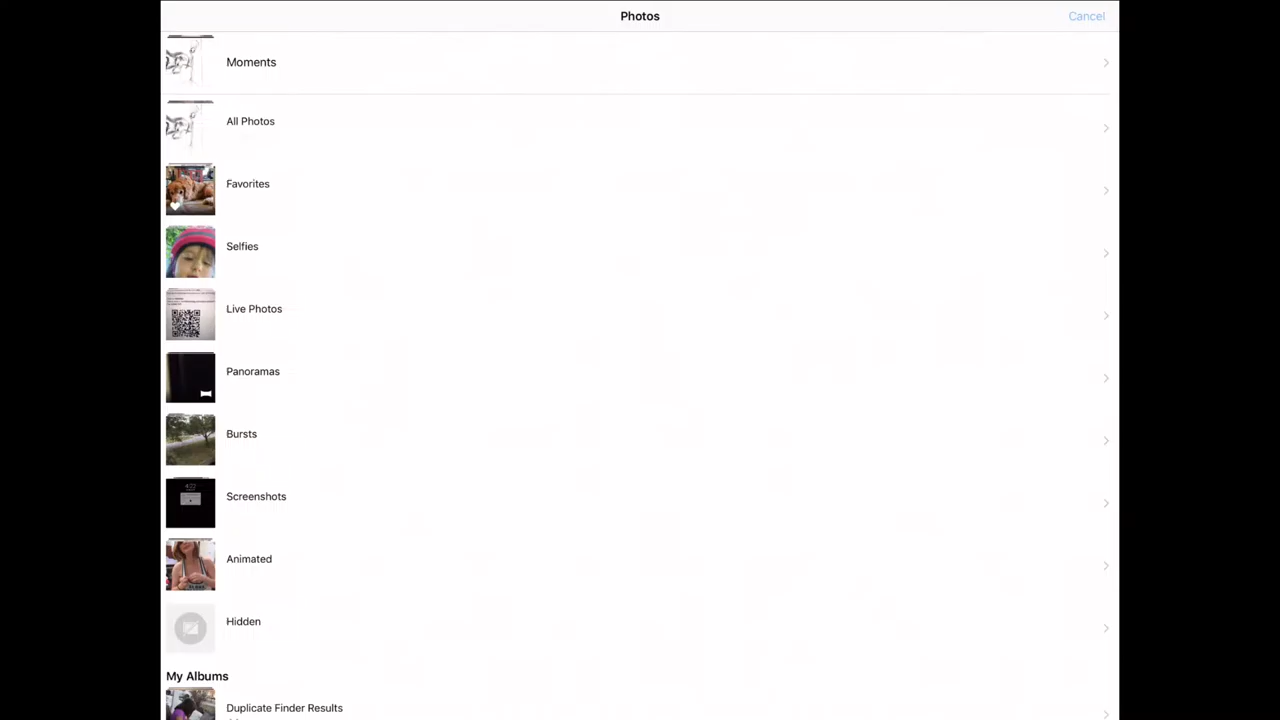 Photos
Cancel
Moments
All Photos
Favorites
Selfies
Live Photos
Panoramas
Bursts
Screenshots
Animated
Hidden
My Albums
Duplicate Finder Results